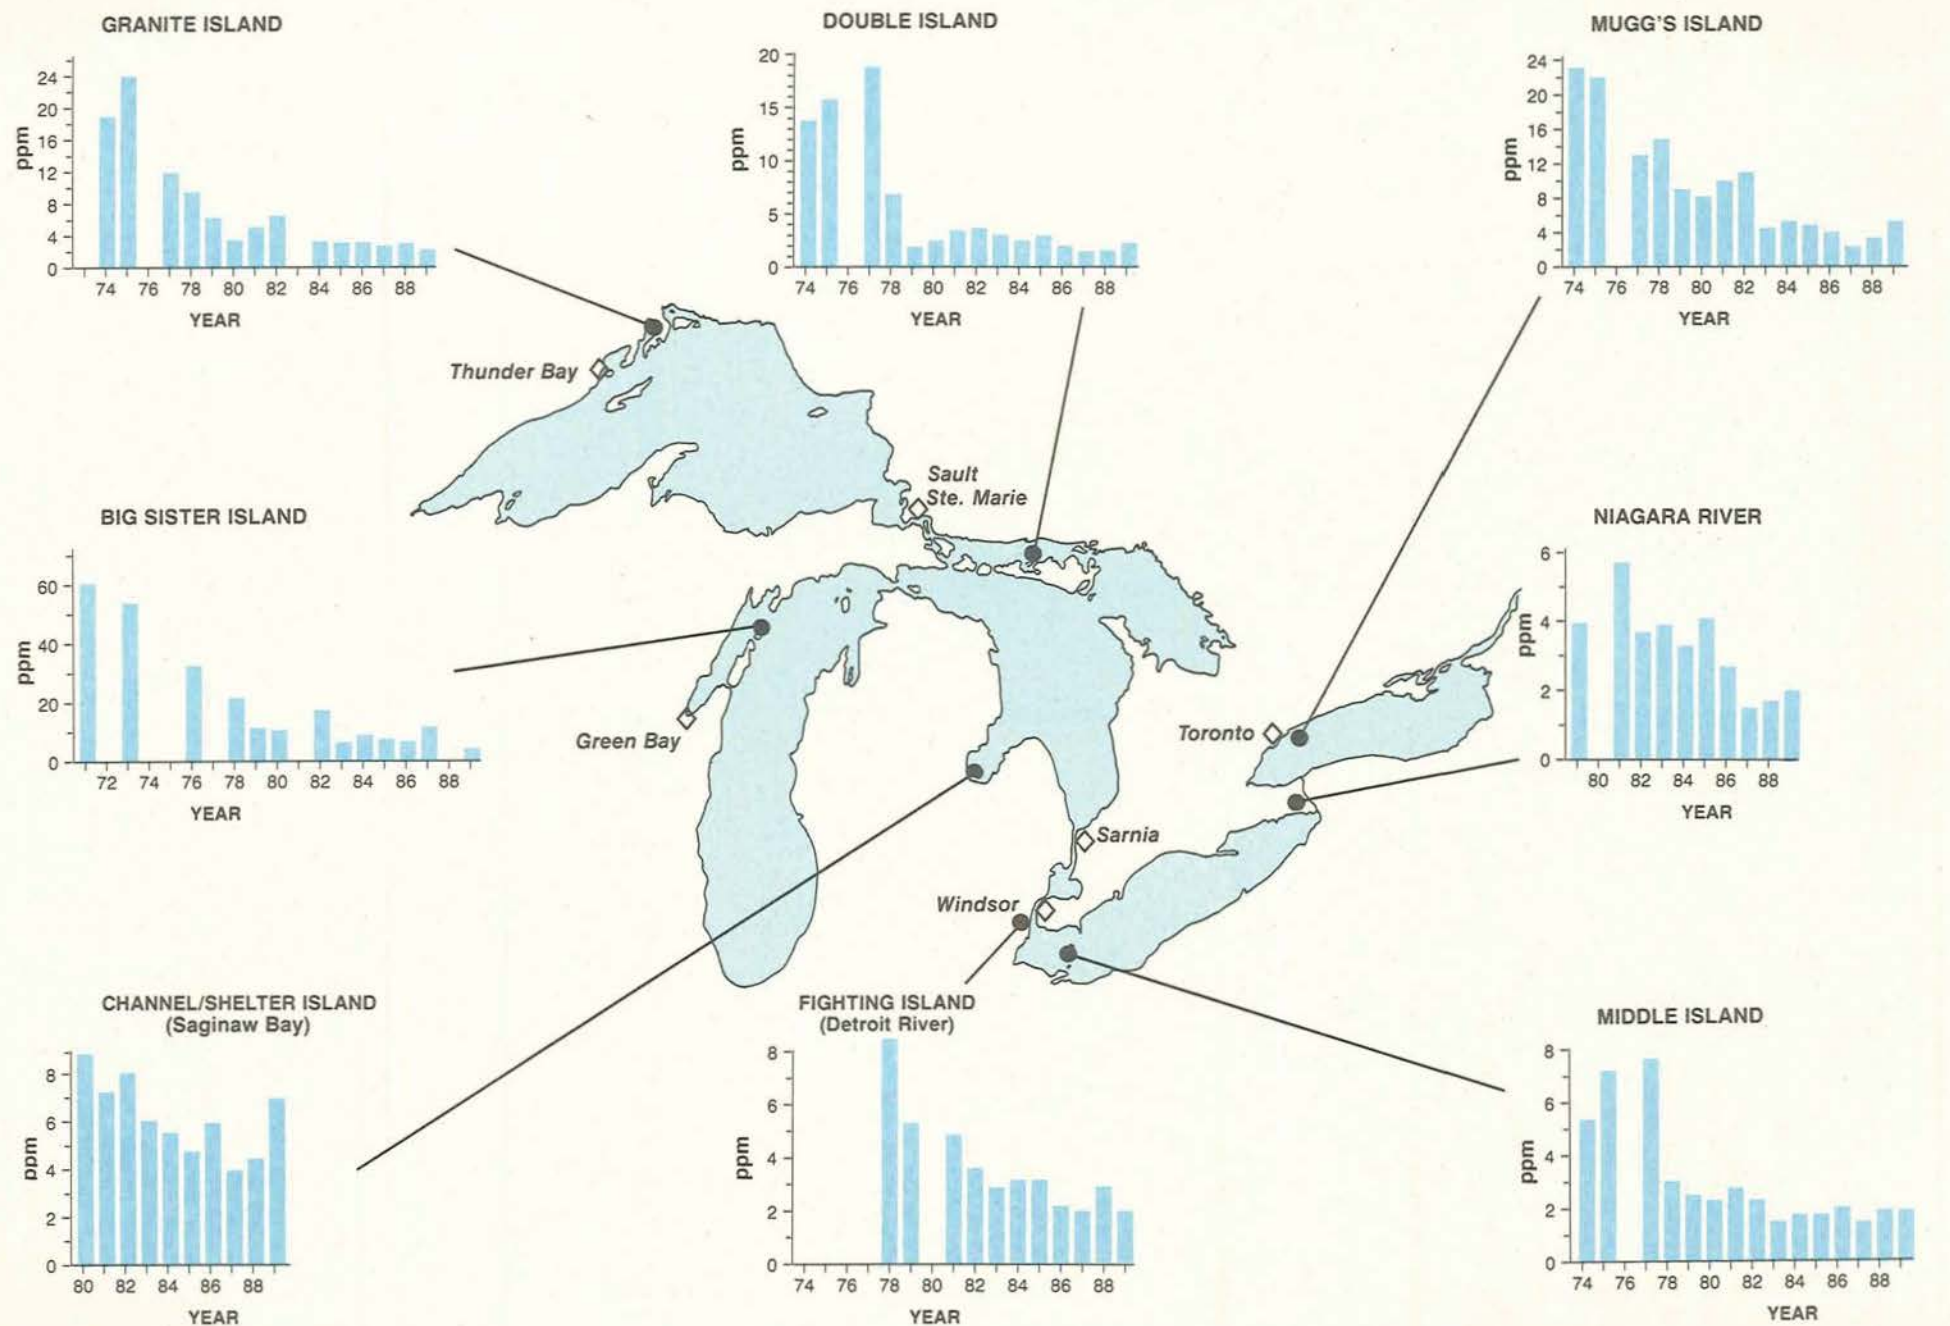 GRANITE ISLAND
ppm
24
20
16
12
8
4
0
74 76 78 80 82 84 86 88
YEAR
DOUBLE ISLAND
ppm
20
15
10
5
0
74 76 78 80 82 84 86 88
YEAR
MUGG'S ISLAND
ppm
24
20
16
12
8
4
0
74 76 78 80 82 84 86 88
YEAR
Thunder Bay
Sault
Ste. Marie
BIG SISTER ISLAND
ppm
60
40
20
0
72 74 76 78 80 82 84 86 88
YEAR
Green Bay
Toronto
Sarnia
Windsor
NIAGARA RIVER
ppm
6
4
2
0
80 82 84 86 88
YEAR
CHANNEL/SHELTER ISLAND
(Saginaw Bay)
ppm
8
6
4
2
0
80 82 84 86 88
YEAR
FIGHTING ISLAND
(Detroit River)
ppm
8
6
4
2
0
74 76 78 80 82 84 86 88
YEAR
MIDDLE ISLAND
ppm
8
6
4
2
0
74 76 78 80 82 84 86 88
YEAR